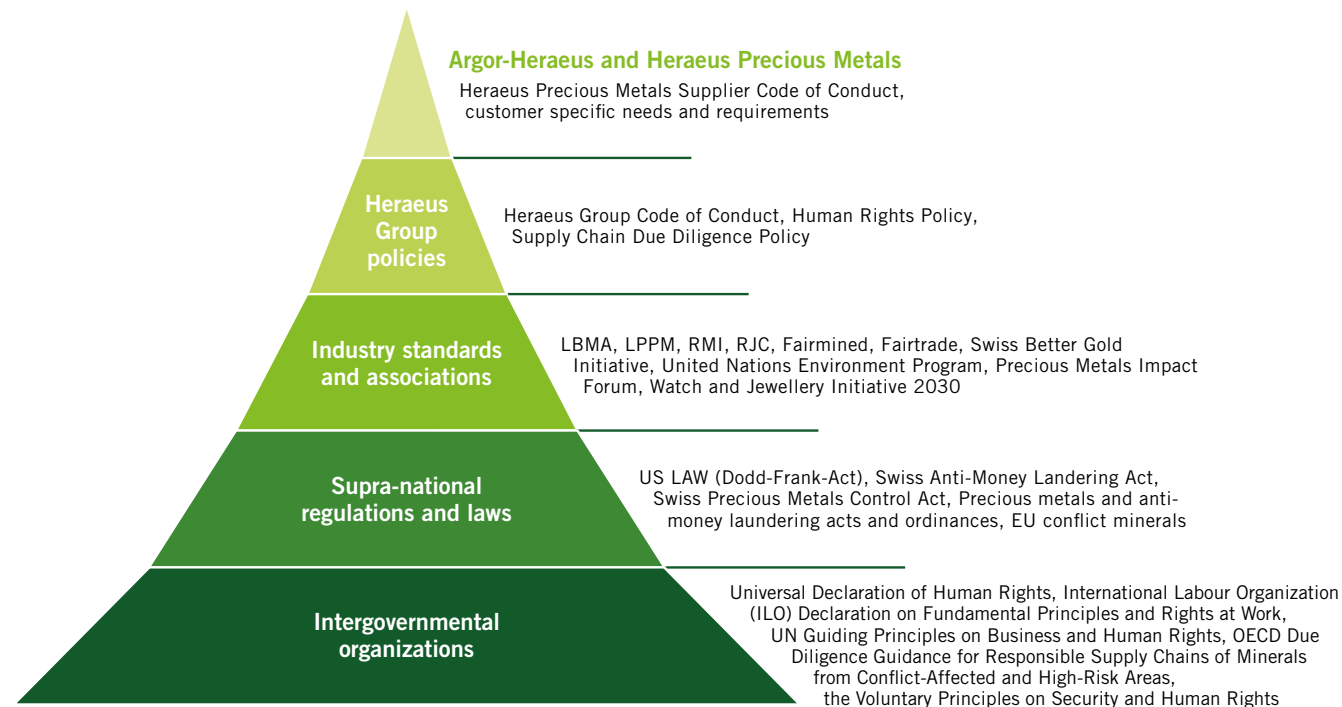 Argor-Heraeus and Heraeus Precious Metals
Heraeus Precious Metals Supplier Code of Conduct,
customer specific needs and requirements
Heraeus
Group
policies
Heraeus Group Code of Conduct, Human Rights Policy,
Supply Chain Due Diligence Policy
Industry standards
and associations
LBMA, LPPM, RMI, RJC, Fairmined, Fairtrade, Swiss Better Gold
Initiative, United Nations Environment Program, Precious Metals Impact
Forum, Watch and Jewellery Initiative 2030
Supra-national
regulations and laws
US LAW (Dodd-Frank-Act), Swiss Anti-Money Landering Act,
Swiss Precious Metals Control Act, Precious metals and anti-
money laundering acts and ordinances, EU conflict minerals
Intergovernmental
organizations
Universal Declaration of Human Rights, International Labour Organization
(ILO) Declaration on Fundamental Principles and Rights at Work,
UN Guiding Principles on Business and Human Rights, OECD Due
Diligence Guidance for Responsible Supply Chains of Minerals
from Conflict-Affected and High-Risk Areas,
the Voluntary Principles on Security and Human Rights